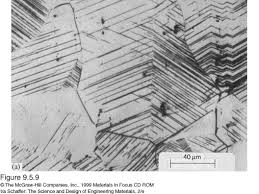 (a)
40 μm
Figure 9.5.9
© The McGraw-Hill Companies, Inc., 1999 Materials in Focus CD ROM
t/a Schaffer: The Science and Design of Engineering Materials, 2/e